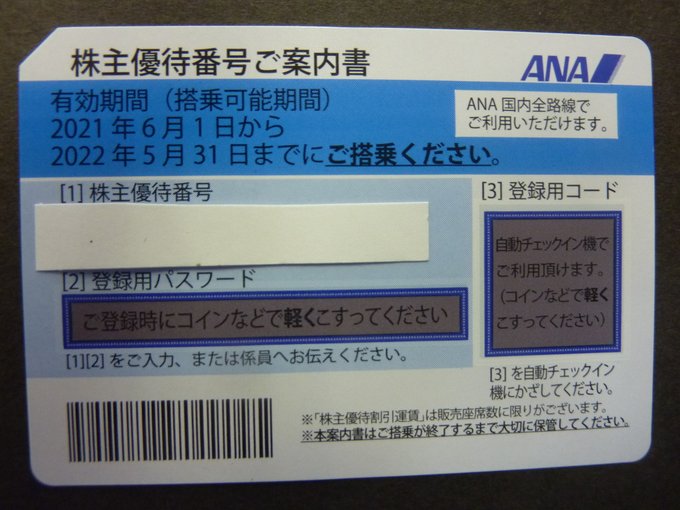 株主優待番号ご案内書
ANA
有効期間（搭乗可能期間）
2021年6月1日から
2022年5月31日までにご搭乗ください。
ANA国内全路線で
ご利用いただけます。
[1] 株主優待番号
[2] 登録用パスワード
ご登録時にコインなどで軽くこすってください
[1][2] をご入力、または係員へお伝えください。
[3] 登録用コード
自動チェックイン機で
ご利用頂けます。
（コインなどで軽く
こすってください）
[3] を自動チェックイン
機にかざしてください。
※「株主優待割引運賃」は販売座席数に限りがございます。
※本案内書はご搭乗が終了するまで大切に保管してください。